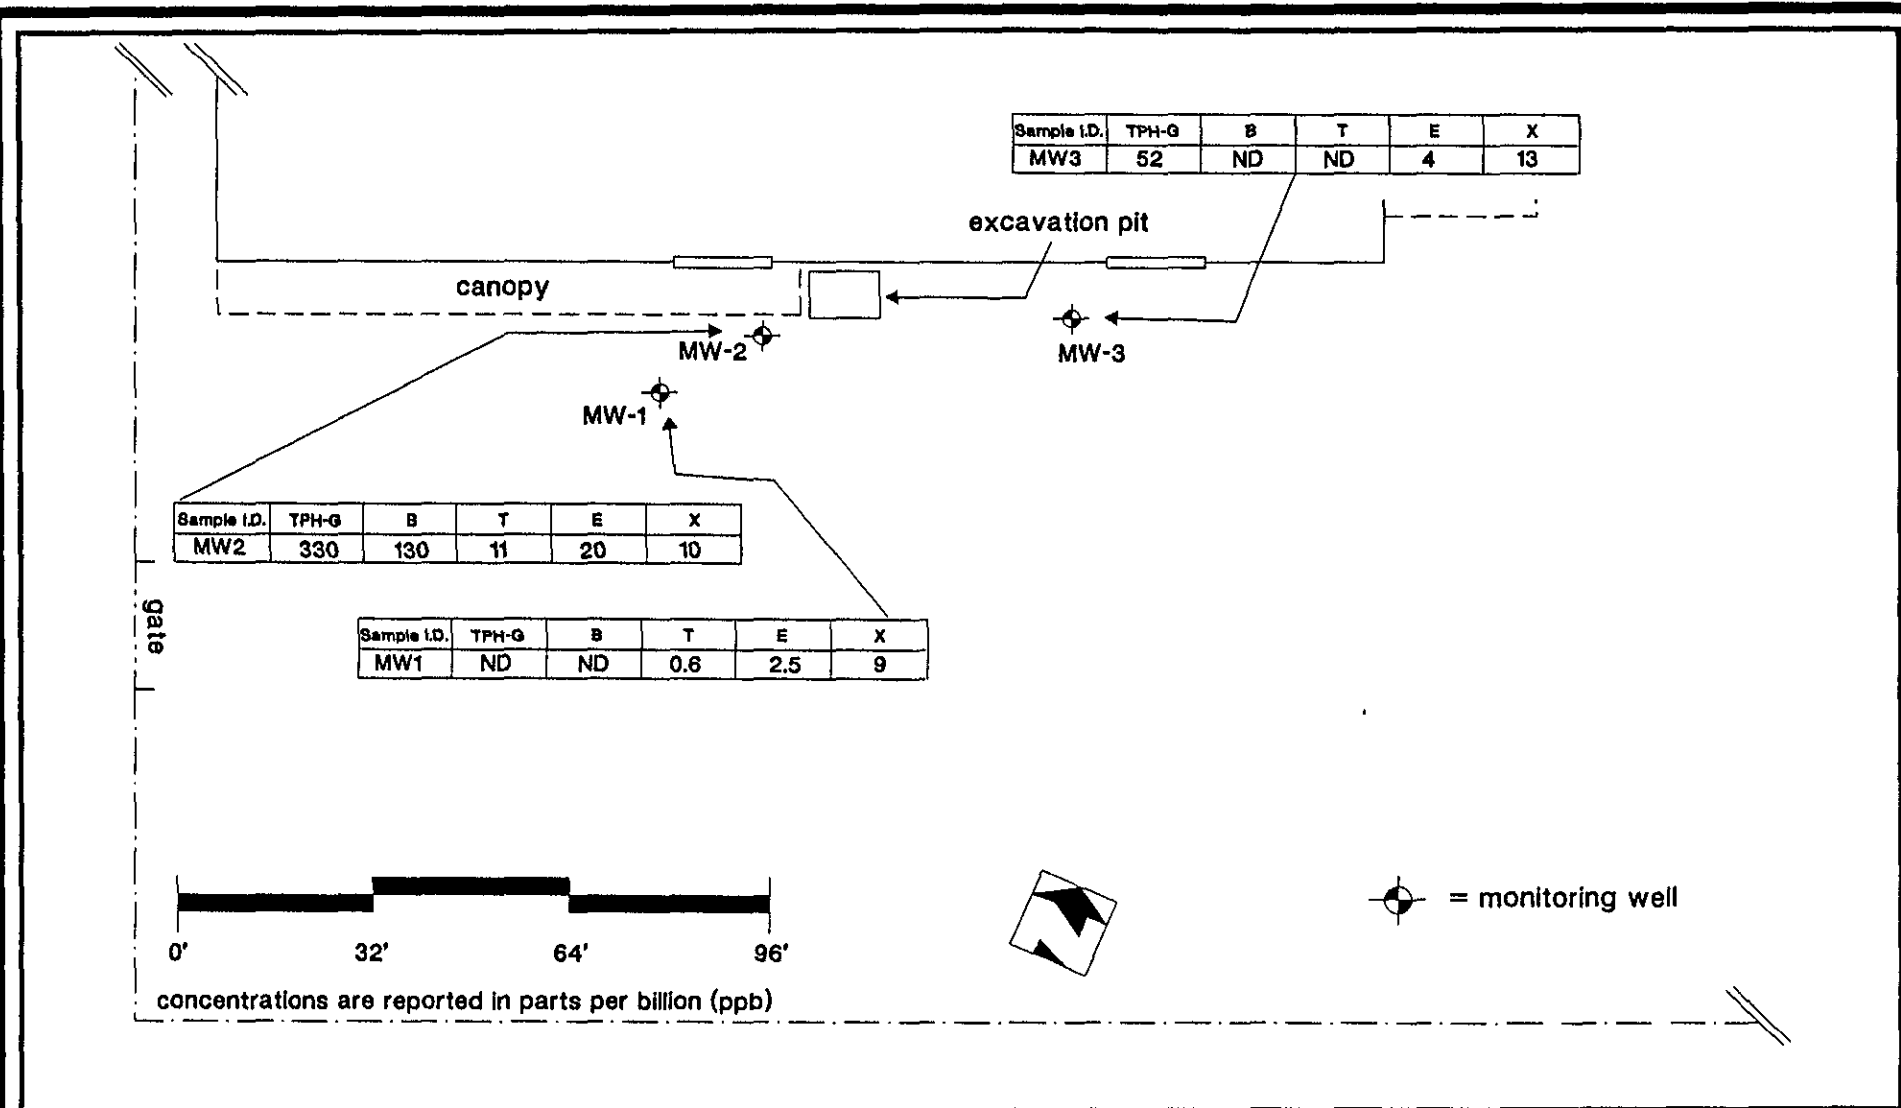 Sample I.D. TPH-G B T E X
MW3 52 ND ND 4 13
excavation pit
canopy
MW-2
MW-3
MW-1
Sample I.D. TPH-G B T E X
MW2 330 130 11 20 10
gate
Sample I.D. TPH-G B T E X
MW1 ND ND 0.6 2.5 9
= monitoring well
0' 32' 64' 96'
concentrations are reported in parts per billion (ppb)